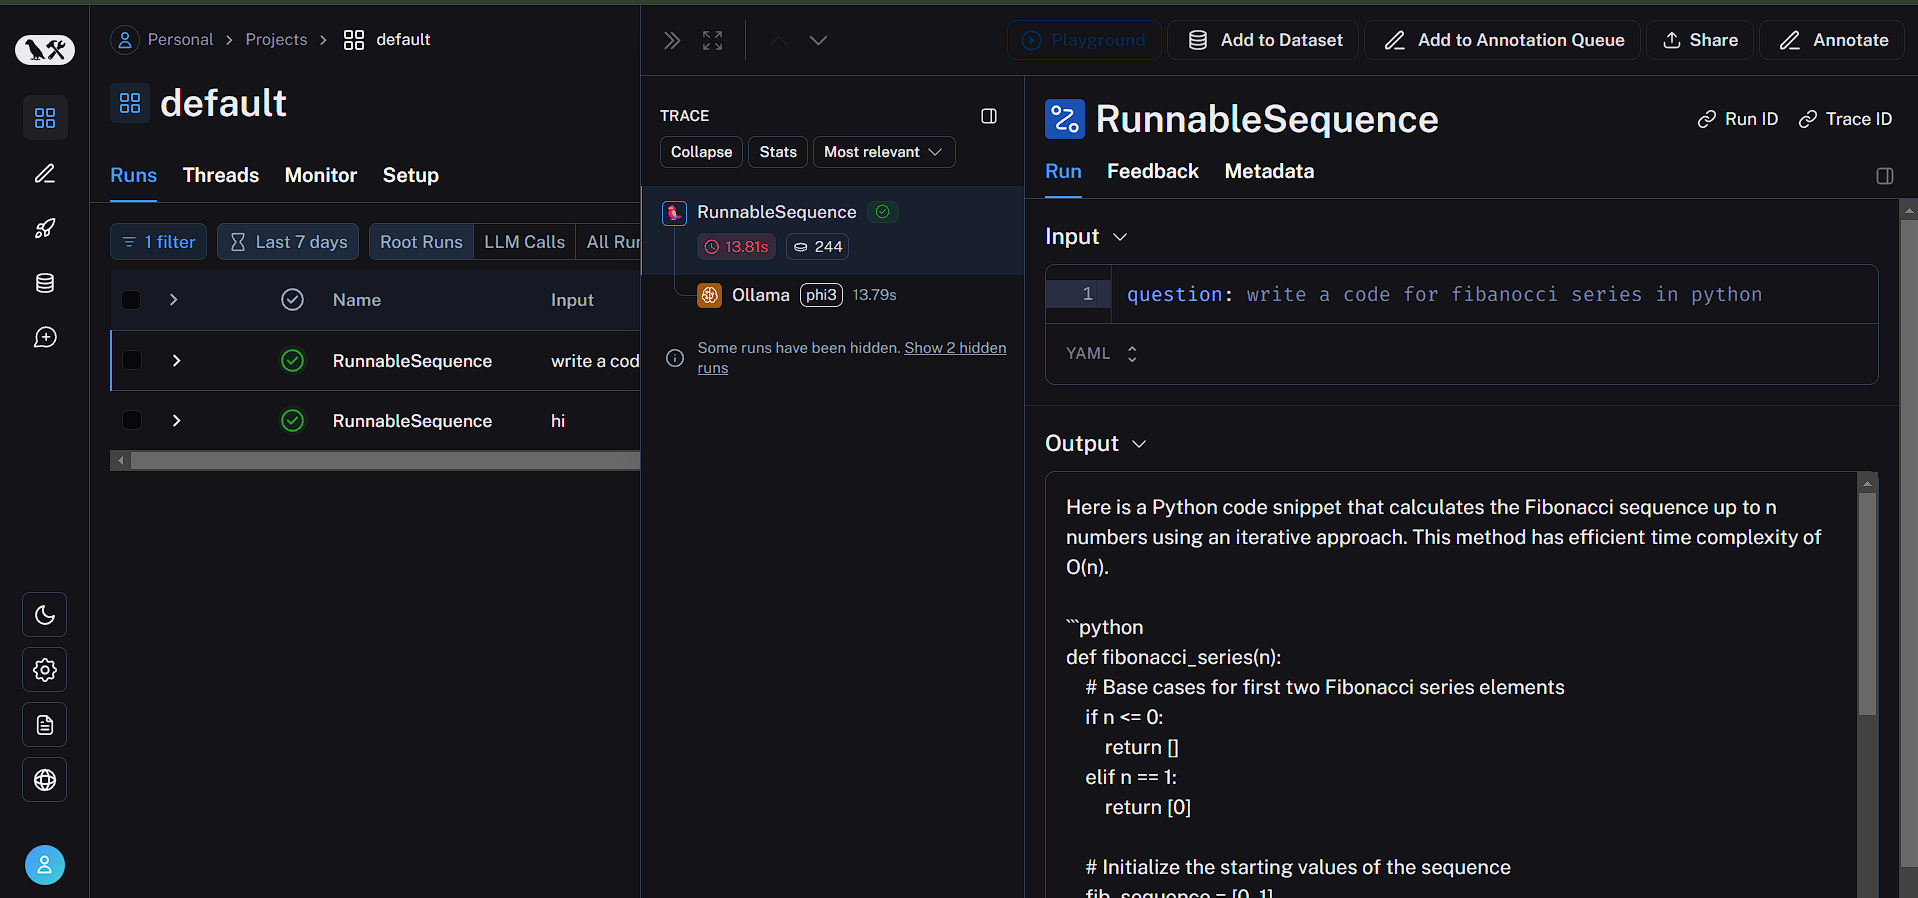 Personal > Projects > default
default
Runs Threads Monitor Setup
1 filter Last 7 days Root Runs LLM Calls All Ru
Name Input
RunnableSequence write a cod
RunnableSequence hi
Playground Add to Dataset Add to Annotation Queue Share Annotate
TRACE
Collapse Stats Most relevant
RunnableSequence
13.81s 244
Ollama phi3 13.79s
Some runs have been hidden. Show 2 hidden
runs
RunnableSequence
Run ID Trace ID
Run Feedback Metadata
Input
1 question: write a code for fibanocci series in python
YAML
Output
Here is a Python code snippet that calculates the Fibonacci sequence up to n
numbers using an iterative approach. This method has efficient time complexity of
O(n).
```python
def fibonacci_series(n):
# Base cases for first two Fibonacci series elements
if n <= 0:
return []
elif n == 1:
return [0]
# Initialize the starting values of the sequence
fib_sequence = [0, 1]